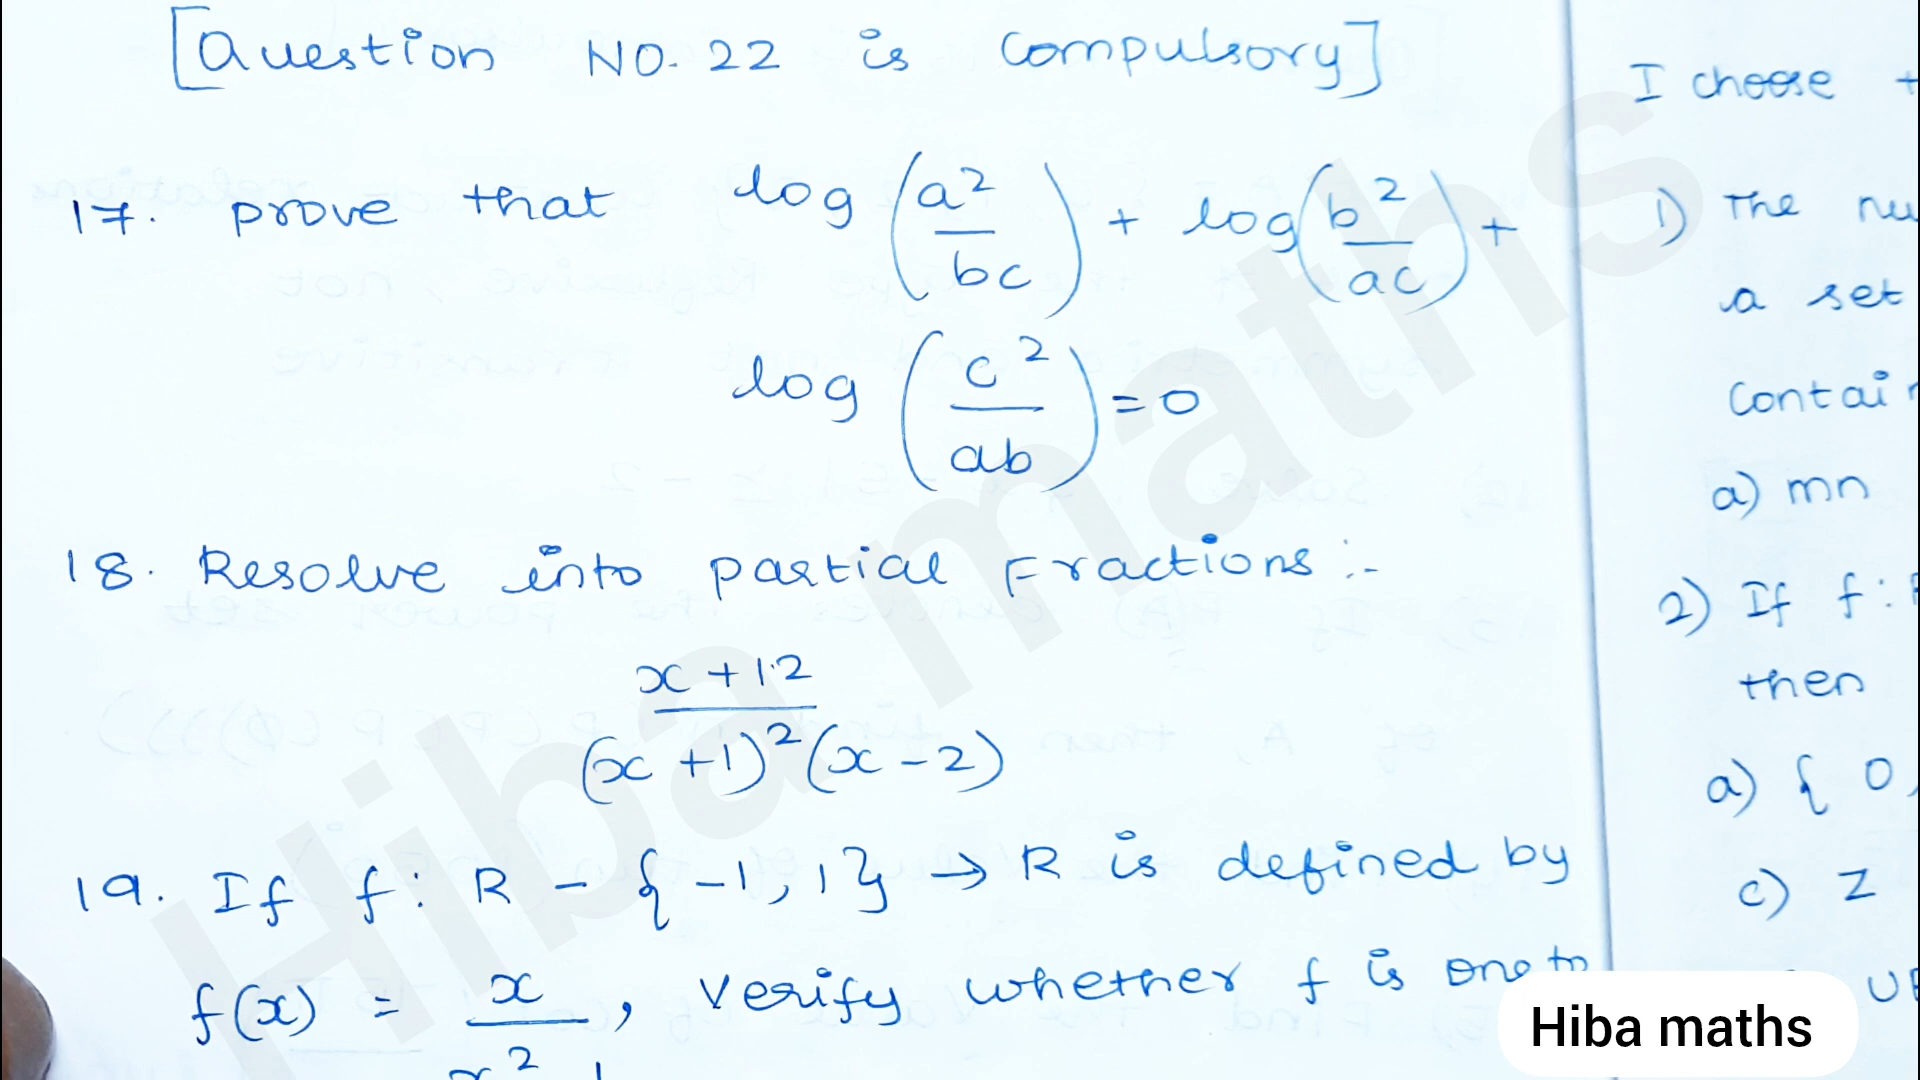 [Question NO. 22 is compulsory]
17. prove that log (a²/bc) + log (b²/ac) +
log (c²/ab) = 0
18. Resolve into partial Fractions :-
x + 12
(x + 1)² (x - 2)
19. If f : R - {-1, 1} → R is defined by
f(x) = x
, Verify whether f is one to
x²
I choose
1) The
a set
a) mn
2) If f :
then
a) { 0,
c) Z
Hiba maths
Hiba maths